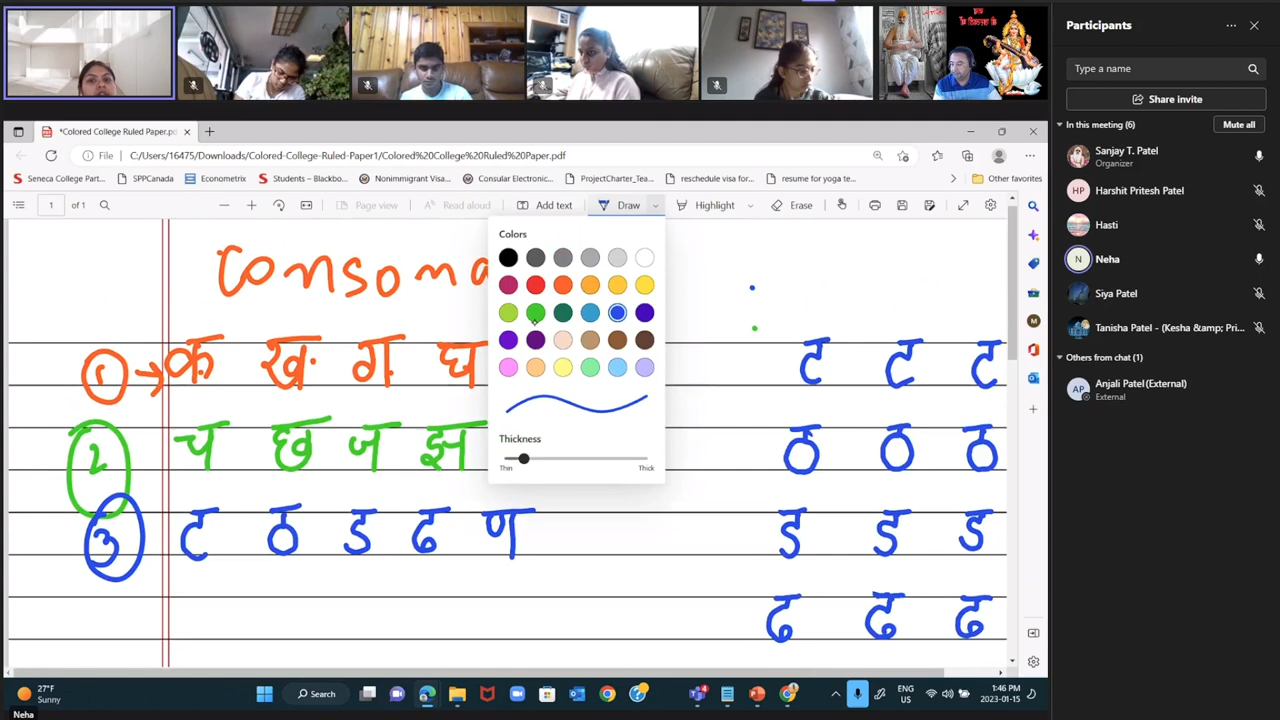 Participants
Type a name
Share invite
In this meeting (6)
Mute all
Sanjay T. Patel
Organizer
Harshit Pritesh Patel
Hasti
N
Neha
Siya Patel
Tanisha Patel - (Kesha &amp; Pri...
Others from chat (1)
AP
Anjali Patel (External)
External
HP
*Colored College Ruled Paper.pd
File
C:/Users/16475/Downloads/Colored-College-Ruled-Paper1/Colored%20College%20Ruled%20Paper.pdf
Seneca College Part...
SPPCanada
Econometrix
Students – Blackbo...
Nonimmigrant Visa...
Consular Electronic...
ProjectCharter_Tea...
reschedule visa for...
resume for yoga te...
Other favorites
1 of 1
Page view
Read aloud
Add text
Draw
Highlight
Erase
Colors
Thickness
Thin
Thick
Consona
1 → क ख ग घ
2 च छ ज झ
3 ट ठ ड ढ ण
ट ट ट
ठ ठ ठ
ड ड ड
ढ ढ ढ
27°F
Sunny
Search
ENG
US
1:46 PM
2023-01-15
Neha